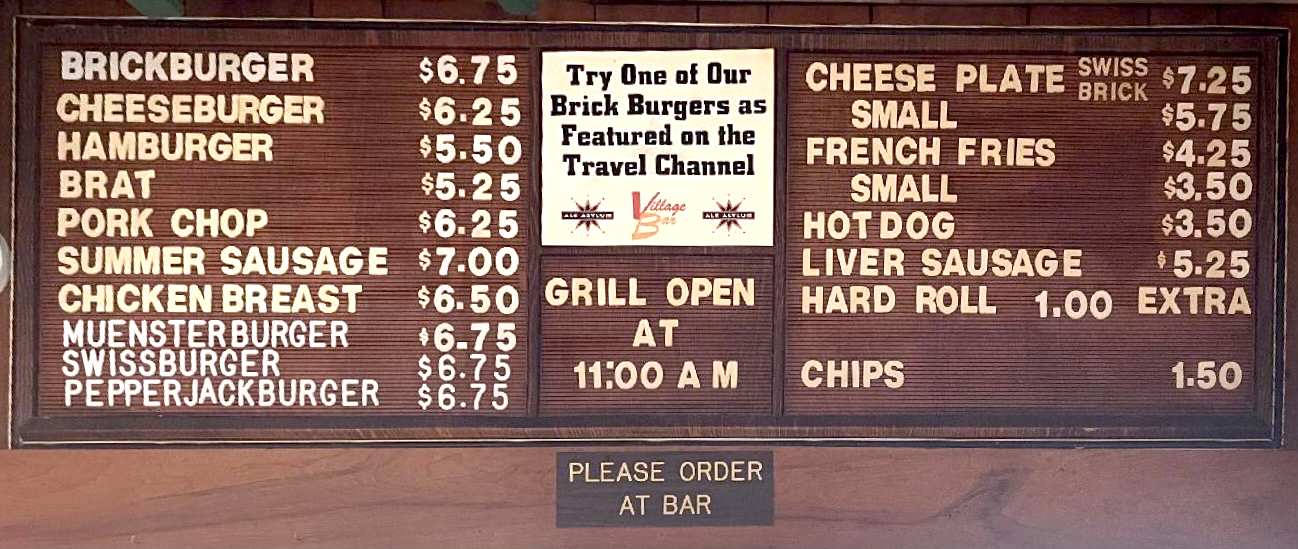 BRICKBURGER $6.75
CHEESEBURGER $6.25
HAMBURGER $5.50
BRAT $5.25
PORK CHOP $6.25
SUMMER SAUSAGE $7.00
CHICKEN BREAST $6.50
MUENSTERBURGER $6.75
SWISSBURGER $6.75
PEPPERJACKBURGER $6.75
Try One of Our
Brick Burgers as
Featured on the
Travel Channel
ALE ASYLUM Village Bar ALE ASYLUM
GRILL OPEN
AT
11:00 A M
CHEESE PLATE SWISS BRICK $7.25
SMALL $5.75
FRENCH FRIES $4.25
SMALL $3.50
HOT DOG $3.50
LIVER SAUSAGE $5.25
HARD ROLL 1.00 EXTRA
CHIPS 1.50
PLEASE ORDER
AT BAR